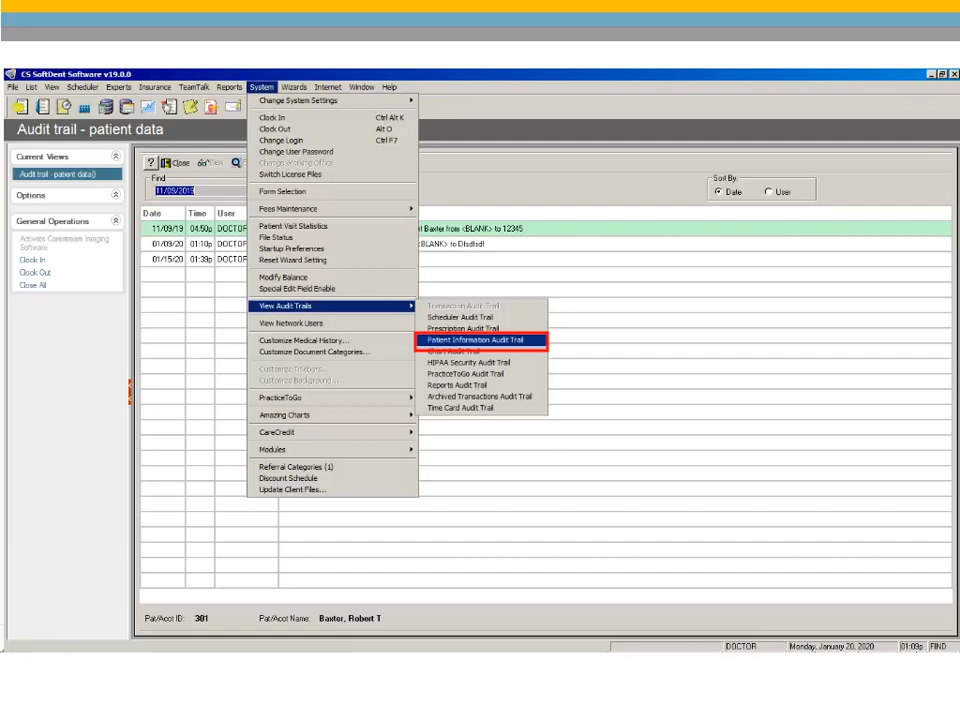 CS SoftDent Software v19.0.0
File List View Scheduler Experts Insurance TeamTalk Reports System Wizards Internet Window Help
Audit trail - patient data
Current Views
Audit trail - patient data()
Options
General Operations
Activate Carestream Imaging
Software
Clock In
Clock Out
Close All
? Close View
Find
11/09/2019
Sort By:
Date User
Date Time User
11/09/19 04:50p DOCTOR Baxter from <BLANK> to 12345
01/09/20 01:10p DOCTOR <BLANK> to Dfsdfsdf
01/15/20 01:39p DOCTOR
Change System Settings
Clock In Ctrl Alt K
Clock Out Alt O
Change Login Ctrl F7
Change User Password
Change Working Office
Switch License Files
Form Selection
Fees Maintenance
Patient Visit Statistics
File Status
Startup Preferences
Reset Wizard Setting
Modify Balance
Special Edit Field Enable
View Audit Trails
View Network Users
Customize Medical History...
Customize Document Categories...
Customize Titlebars...
Customize Background...
PracticeToGo
Amazing Charts
CareCredit
Modules
Referral Categories (1)
Discount Schedule
Update Client Files...
Transaction Audit Trail
Scheduler Audit Trail
Prescription Audit Trail
Patient Information Audit Trail
Chart Audit Trail
HIPAA Security Audit Trail
PracticeToGo Audit Trail
Reports Audit Trail
Archived Transactions Audit Trail
Time Card Audit Trail
Pat/Acct ID: 301 Pat/Acct Name: Baxter, Robert T
DOCTOR Monday, January 20, 2020 01:09p FIND